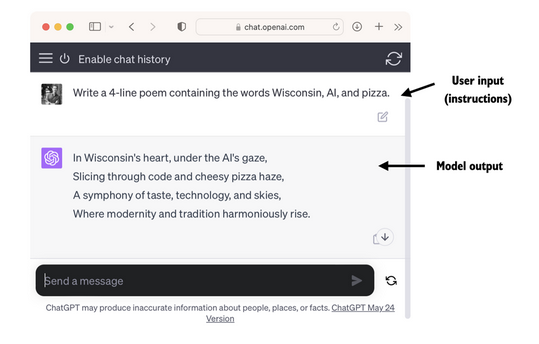 chat.openai.com
Enable chat history
Write a 4-line poem containing the words Wisconsin, AI, and pizza.
User input
(instructions)
In Wisconsin's heart, under the AI's gaze,
Slicing through code and cheesy pizza haze,
A symphony of taste, technology, and skies,
Where modernity and tradition harmoniously rise.
Model output
Send a message
ChatGPT may produce inaccurate information about people, places, or facts. ChatGPT May 24
Version